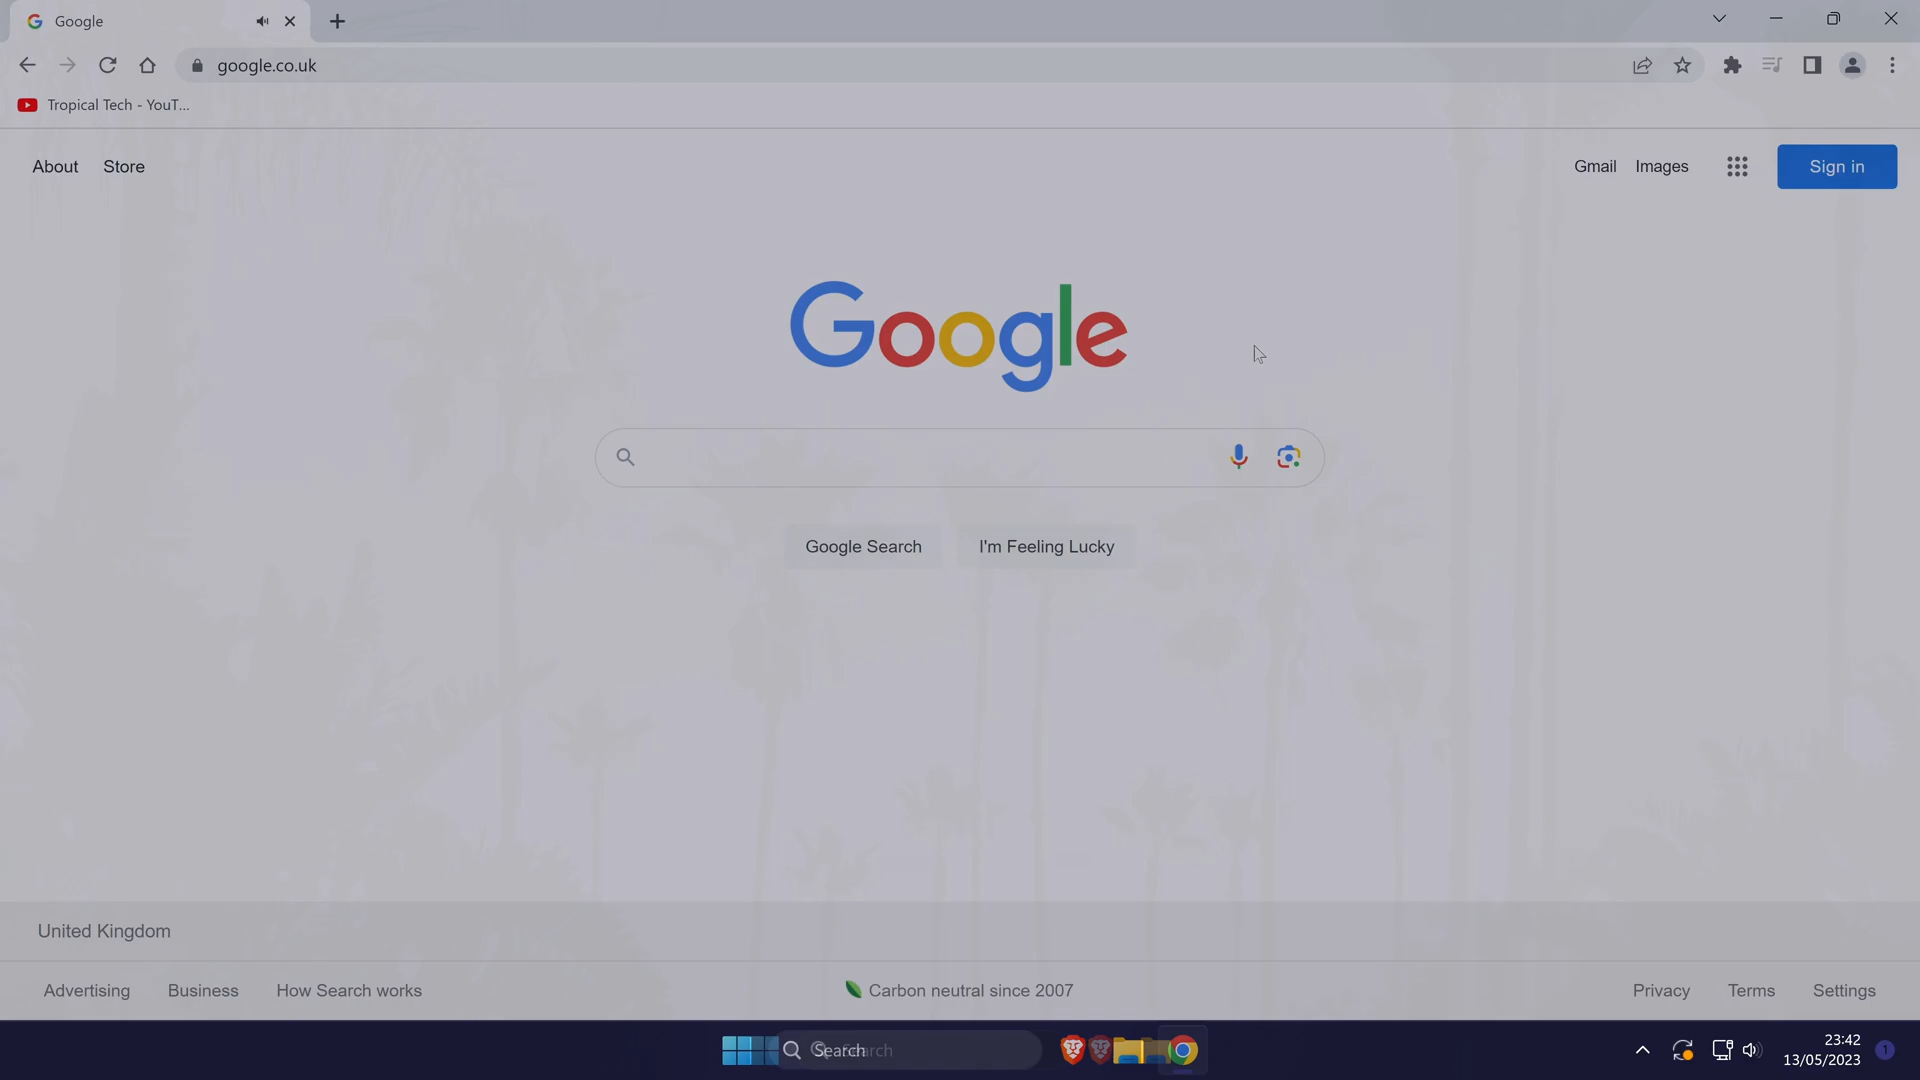 Google
google.co.uk
Tropical Tech - YouT...
About Store
Gmail Images Sign in
Google
Google Search I'm Feeling Lucky
United Kingdom
Advertising Business How Search works
Carbon neutral since 2007
Privacy Terms Settings
Search Search
23:42
13/05/2023
1